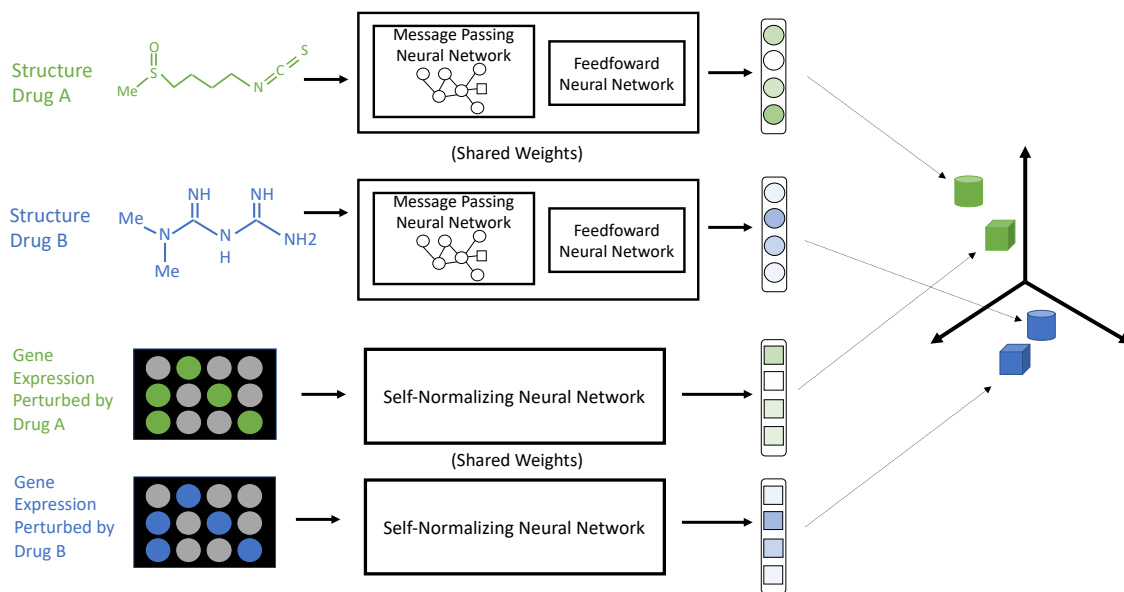 Structure
Drug A
O
S
Me
N
C
S
Message Passing
Neural Network
Feedfoward
Neural Network
(Shared Weights)
Structure
Drug B
NH
NH
Me
N
N
H
NH2
Me
Message Passing
Neural Network
Feedfoward
Neural Network
Gene
Expression
Perturbed by
Drug A
Self-Normalizing Neural Network
(Shared Weights)
Gene
Expression
Perturbed by
Drug B
Self-Normalizing Neural Network